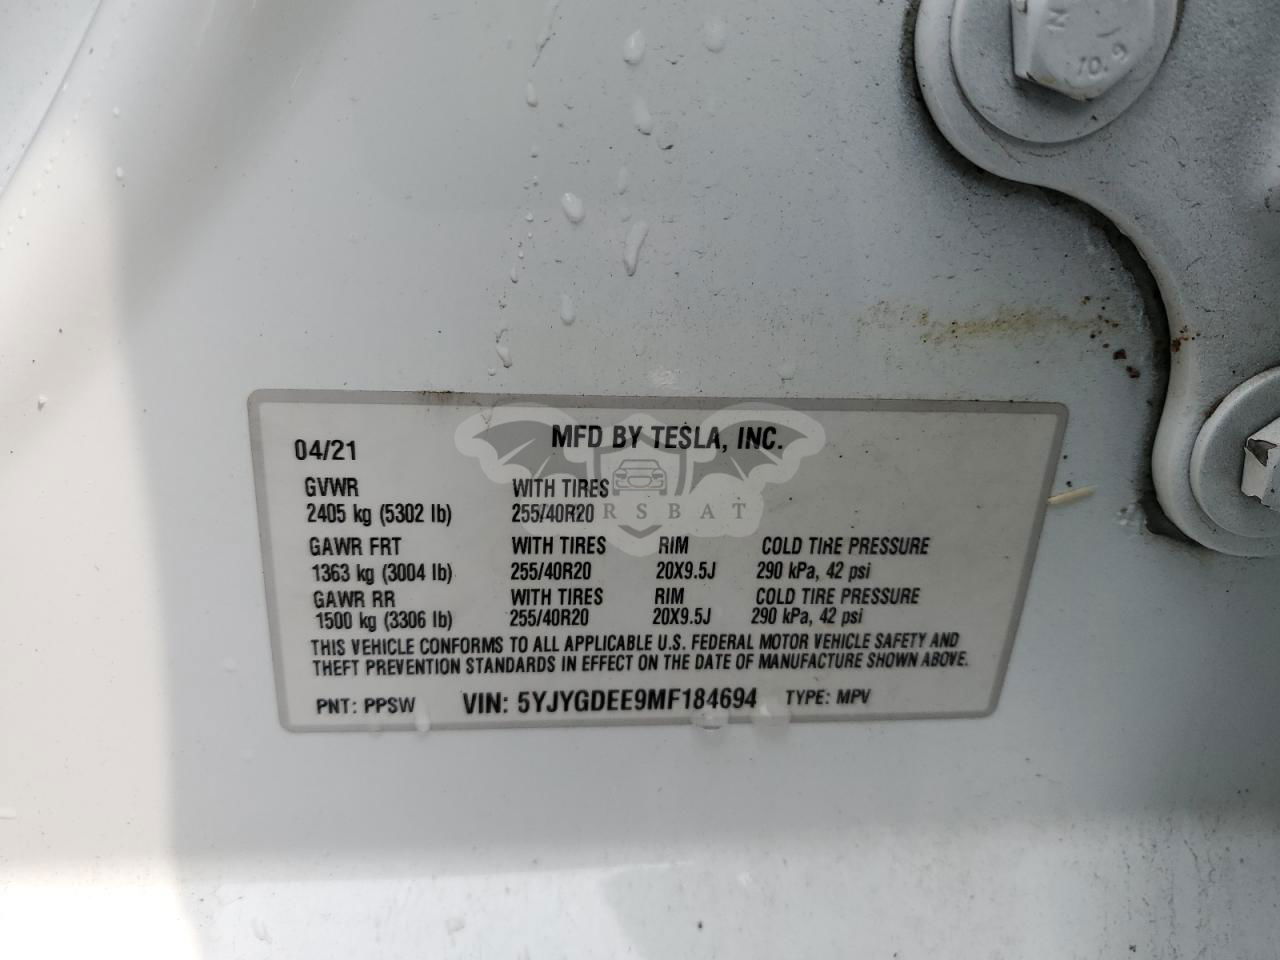 N
10.9
04/21 MFD BY TESLA, INC.
GVWR WITH TIRES
2405 kg (5302 lb) 255/40R20
GAWR FRT WITH TIRES RIM COLD TIRE PRESSURE
1363 kg (3004 lb) 255/40R20 20X9.5J 290 kPa, 42 psi
GAWR RR WITH TIRES RIM COLD TIRE PRESSURE
1500 kg (3306 lb) 255/40R20 20X9.5J 290 kPa, 42 psi
THIS VEHICLE CONFORMS TO ALL APPLICABLE U.S. FEDERAL MOTOR VEHICLE SAFETY AND
THEFT PREVENTION STANDARDS IN EFFECT ON THE DATE OF MANUFACTURE SHOWN ABOVE.
PNT: PPSW VIN: 5YJYGDEE9MF184694 TYPE: MPV